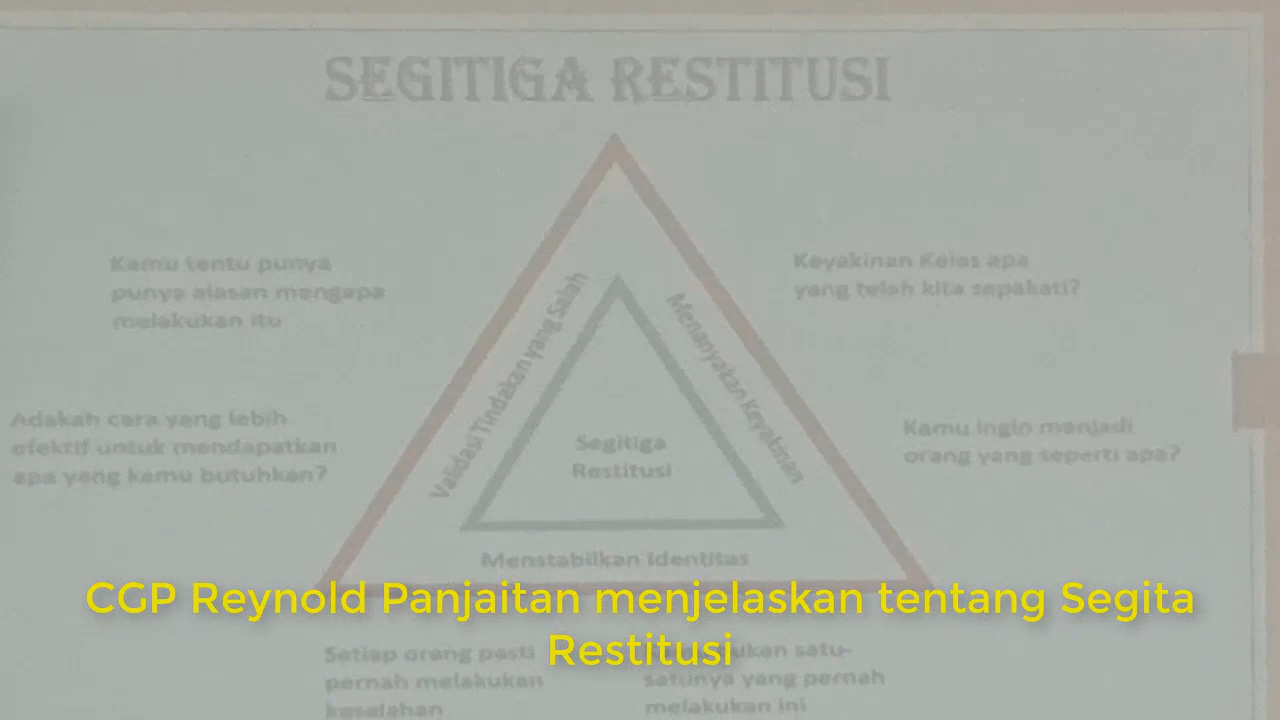 SEGITIGA RESTITUSI
Kamu tentu punya
punya alasan mengapa
melakukan itu
Keyakinan Kelas apa
yang telah kita sepakati?
Validasi Tindakan yang Salah
Menanyakan Keyakinan
Adakah cara yang lebih
efektif untuk mendapatkan
apa yang kamu butuhkan?
Kamu ingin menjadi
orang yang seperti apa?
Segitiga
Restitusi
Menstabilkan Identitas
CGP Reynold Panjaitan menjelaskan tentang Segita
Restitusi
Setiap orang pasti
pernah melakukan
kesalahan
satu-
satunya yang pernah
melakukan ini